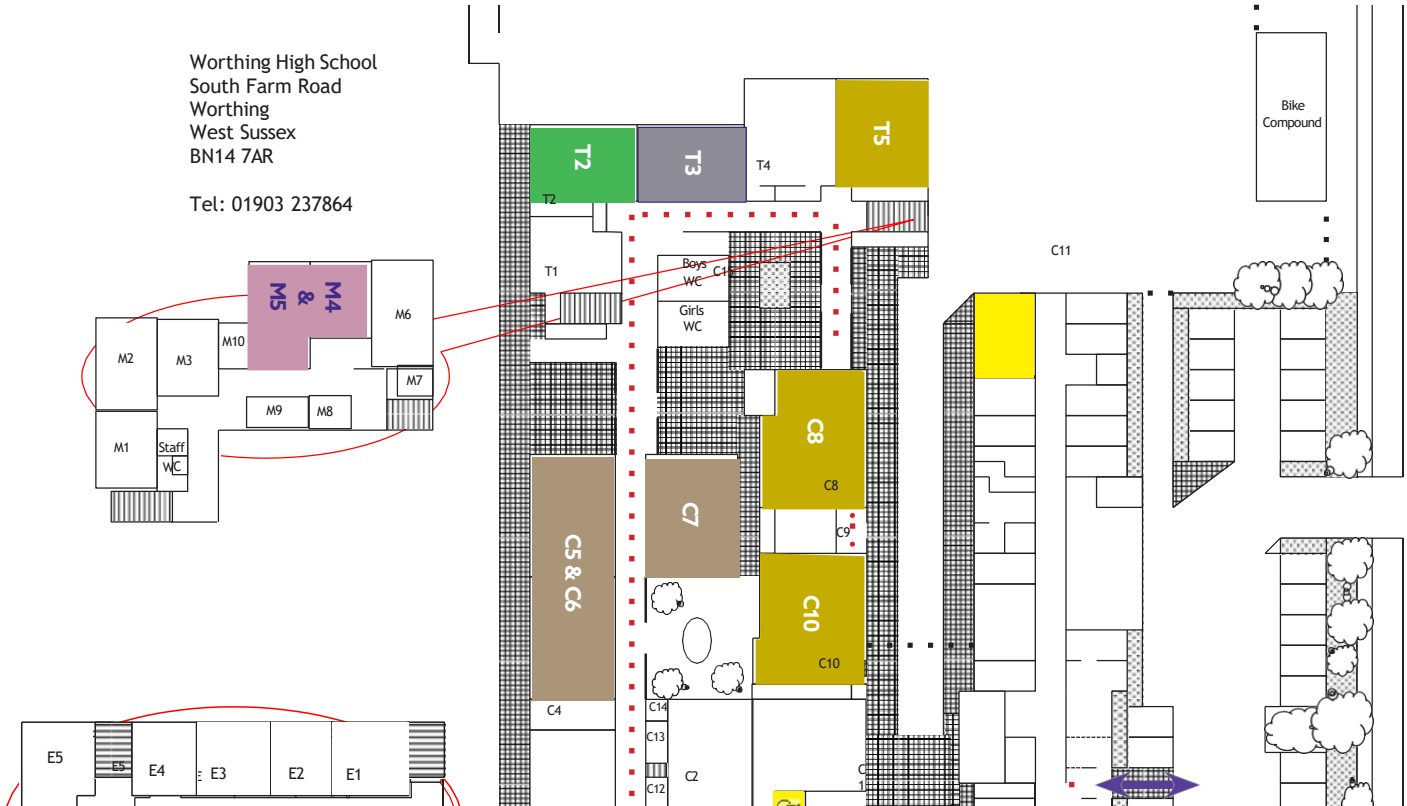 Worthing High School
South Farm Road
Worthing
West Sussex
BN14 7AR
Tel: 01903 237864
Bike
Compound
T5
T2
T3
T4
T2
C11
T1
Boys
WC
C15
Girls
WC
M4
&
M5
M6
M10
M2
M3
M7
M9
M8
M1
Staff
WC
C8
C8
C7
C9
C5 & C6
C10
C10
C4
C14
C13
C2
C12
C
1
E5
E5
E4
E
E3
E2
E1